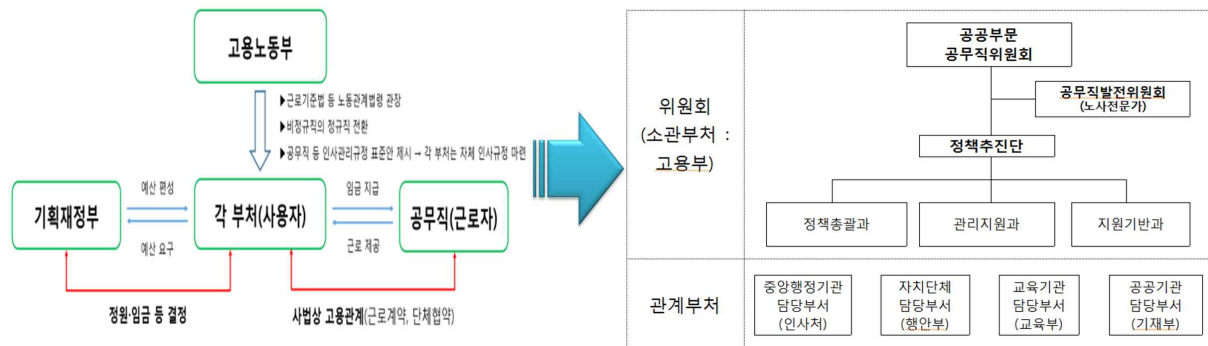 고용노동부
▶근로기준법 등 노동관계법령 관장
▶비정규직의 정규직 전환
▶공무직 등 인사관리규정 표준안 제시 → 각 부처는 자체 인사규정 마련
기획재정부
예산 편성
예산 요구
각 부처(사용자)
임금 지급
근로 제공
공무직(근로자)
정원·임금 등 결정
사법상 고용관계(근로계약, 단체협약)
위원회
(소관부처 :
고용부)
공공부문
공무직위원회
공무직발전위원회
(노사전문가)
정책추진단
정책총괄과
관리지원과
지원기반과
관계부처
중앙행정기관
담당부서
(인사처)
자치단체
담당부서
(행안부)
교육기관
담당부서
(교육부)
공공기관
담당부서
(기재부)